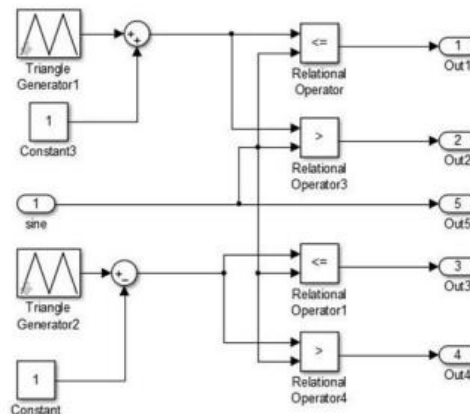 Triangle
Generator1
+
+
1
Constant3
<=
Relational
Operator
1
Out1
>
Relational
Operator3
2
Out2
1
sine
5
Out5
Triangle
Generator2
+
−
1
Constant
<=
Relational
Operator1
3
Out3
>
Relational
Operator4
4
Out4